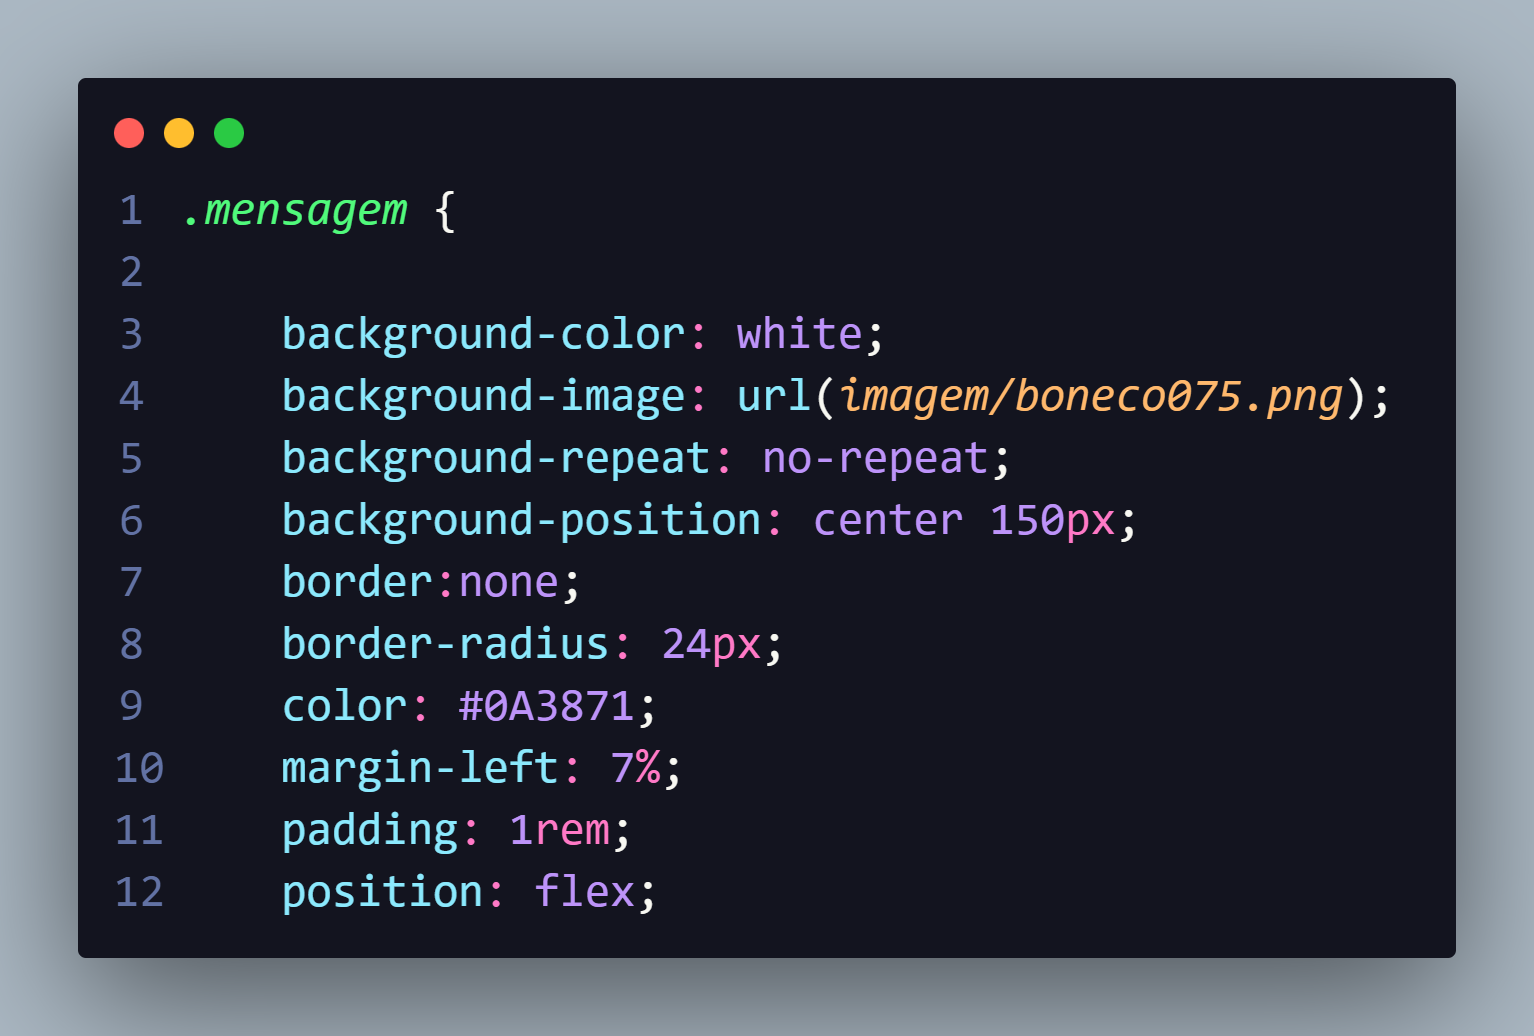 1 .mensagem {
2
3 background-color: white;
4 background-image: url(imagem/boneco075.png);
5 background-repeat: no-repeat;
6 background-position: center 150px;
7 border:none;
8 border-radius: 24px;
9 color: #0A3871;
10 margin-left: 7%;
11 padding: 1rem;
12 position: flex;